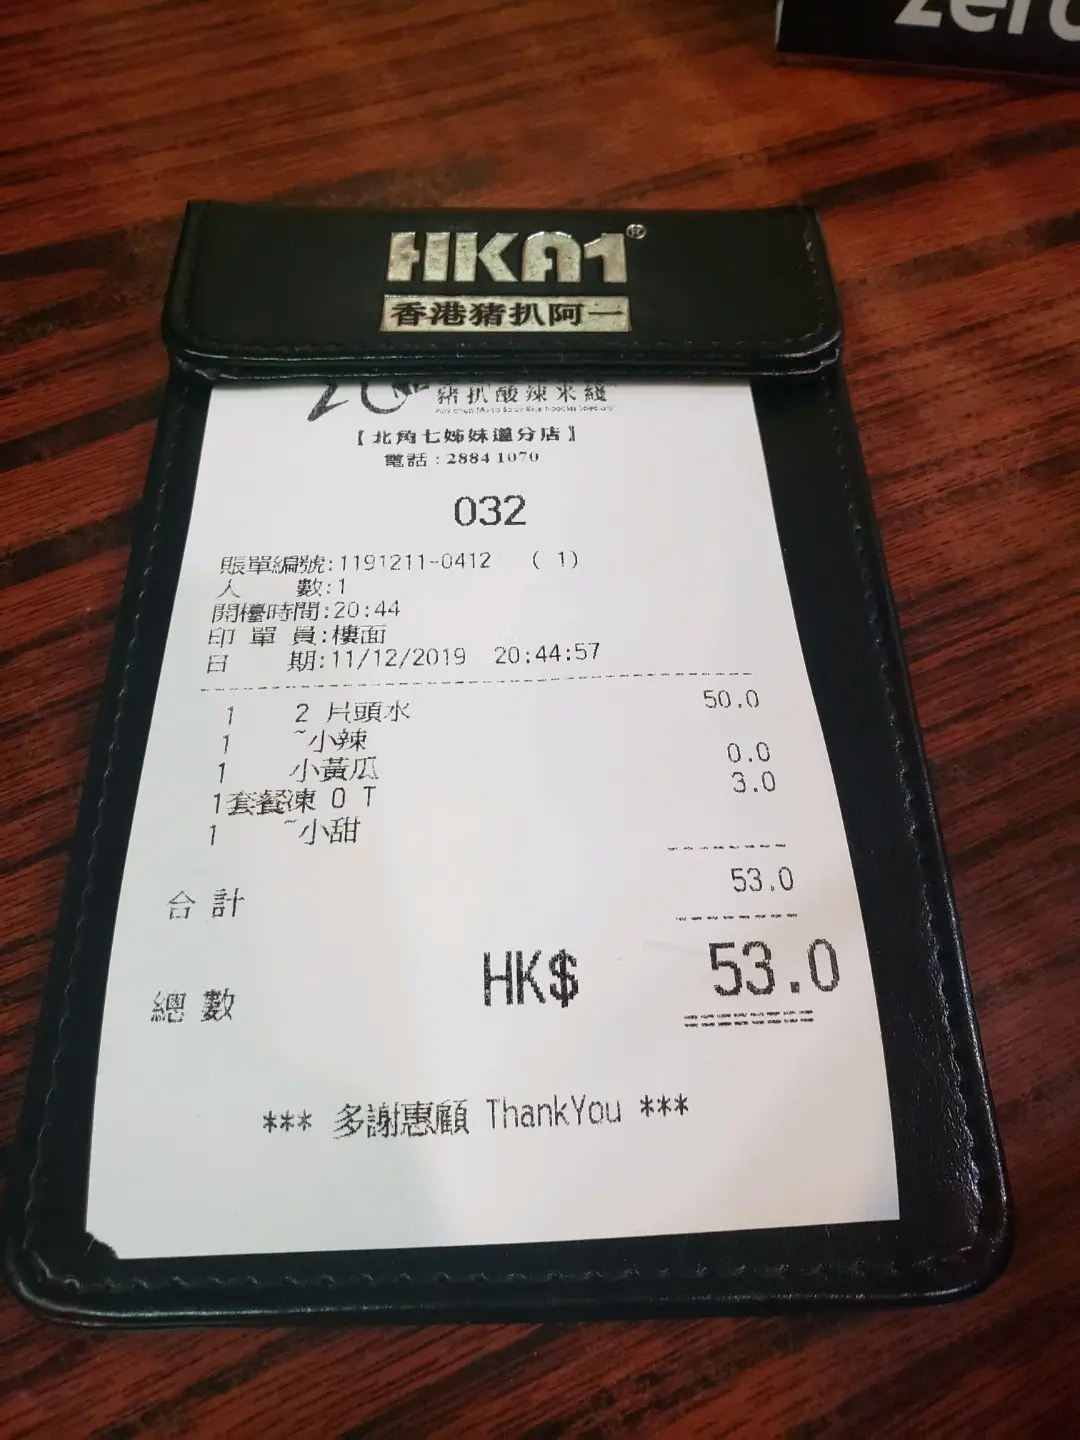 zero
HKA1®
香港猪扒阿一
豬扒酸辣米綫
【北角七姊妹道分店】
電話：2884 1070
032
賬單編號:1191211-0412 ( 1)
人 數:1
開檯時間:20:44
印 單 員:樓面
日 期:11/12/2019 20:44:57
1 2 片頭水 50.0
1 ~小辣
1 小黃瓜 0.0
1套餐凍 O T 3.0
1 ~小甜
合 計 53.0
總 數 HK$ 53.0
*** 多謝惠顧 ThankYou ***